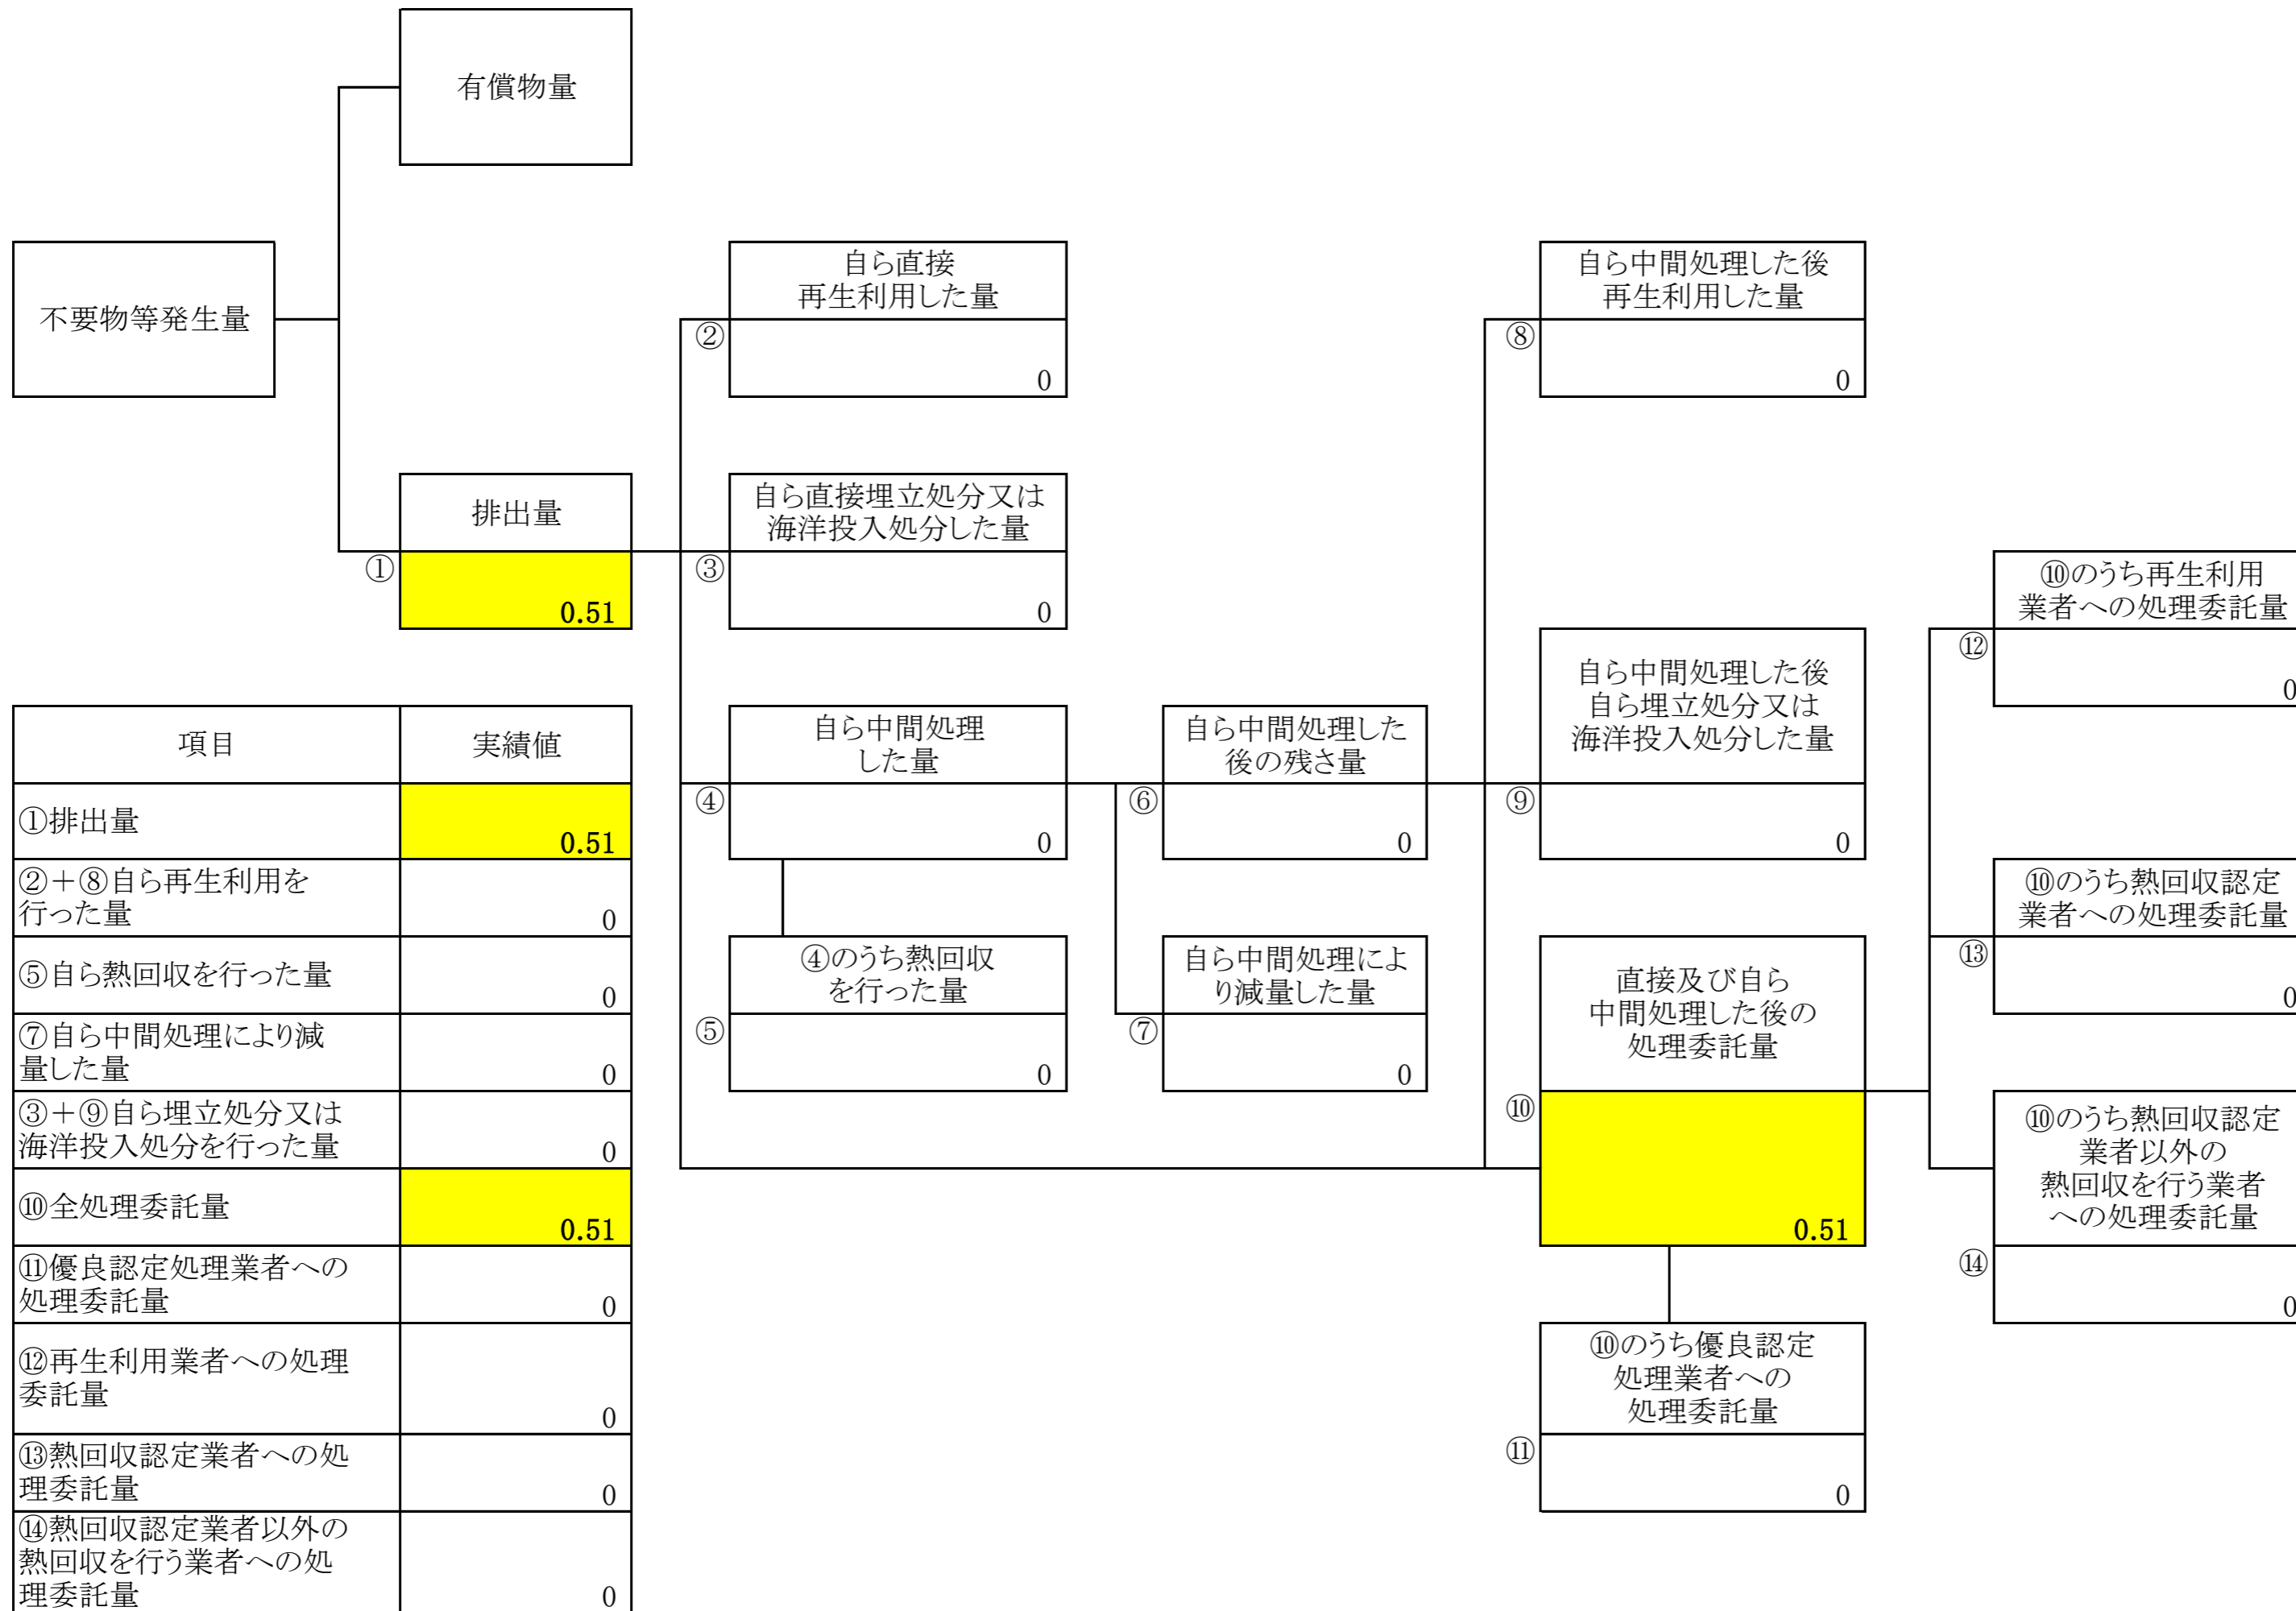 有償物量
不要物等発生量
自ら直接
再生利用した量
②
0
自ら中間処理した後
再生利用した量
⑧
0
排出量
①
0.51
自ら直接埋立処分又は
海洋投入処分した量
③
0
⑩のうち再生利用
業者への処理委託量
⑫
0
自ら中間処理した後
自ら埋立処分又は
海洋投入処分した量
⑨
0
自ら中間処理
した量
④
0
自ら中間処理した
後の残さ量
⑥
0
⑩のうち熱回収認定
業者への処理委託量
⑬
0
④のうち熱回収
を行った量
⑤
0
自ら中間処理によ
り減量した量
⑦
0
直接及び自ら
中間処理した後の
処理委託量
⑩
0.51
⑩のうち熱回収認定
業者以外の
熱回収を行う業者
への処理委託量
⑭
0
⑩のうち優良認定
処理業者への
処理委託量
⑪
0
項目 実績値
①排出量
0.51
②＋⑧自ら再生利用を
行った量
0
⑤自ら熱回収を行った量
0
⑦自ら中間処理により減
量した量
0
③＋⑨自ら埋立処分又は
海洋投入処分を行った量
0
⑩全処理委託量
0.51
⑪優良認定処理業者への
処理委託量
0
⑫再生利用業者への処理
委託量
0
⑬熱回収認定業者への処
理委託量
0
⑭熱回収認定業者以外の
熱回収を行う業者への処
理委託量
0